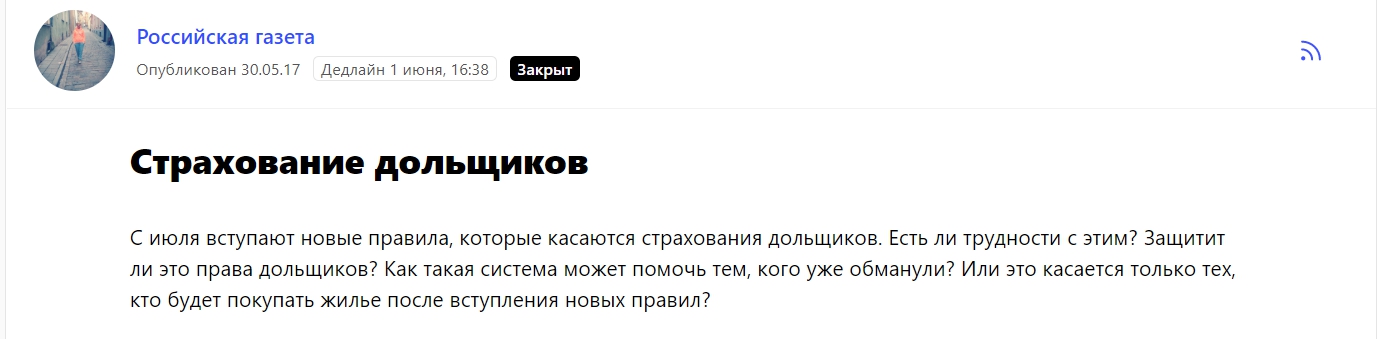 Российская газета
Опубликован 30.05.17 Дедлайн 1 июня, 16:38 Закрыт
Страхование дольщиков
С июля вступают новые правила, которые касаются страхования дольщиков. Есть ли трудности с этим? Защитит
ли это права дольщиков? Как такая система может помочь тем, кого уже обманули? Или это касается только тех,
кто будет покупать жилье после вступления новых правил?